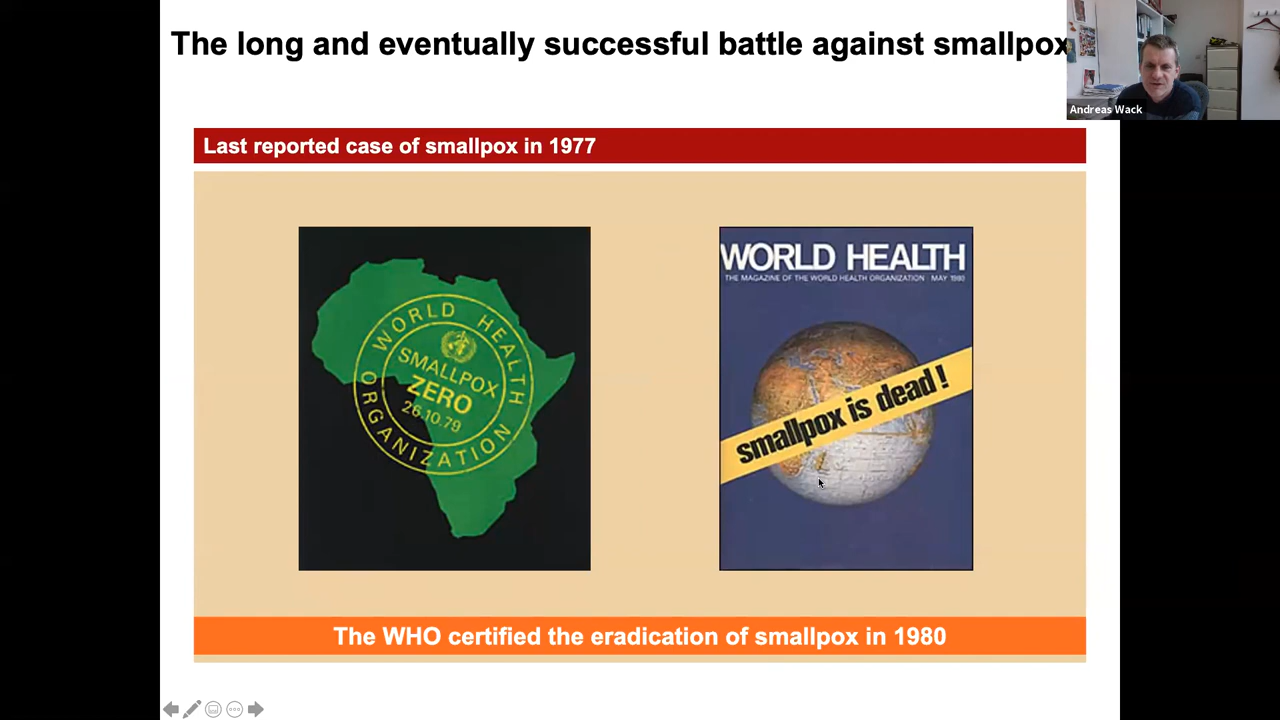 The long and eventually successful battle against smallpox
Andreas Wack
Last reported case of smallpox in 1977
WORLD HEALTH
ORGANIZATION
SMALLPOX
ZERO
26.10.79
WORLD HEALTH
THE MAGAZINE OF THE WORLD HEALTH ORGANIZATION · MAY 1980
smallpox is dead!
The WHO certified the eradication of smallpox in 1980